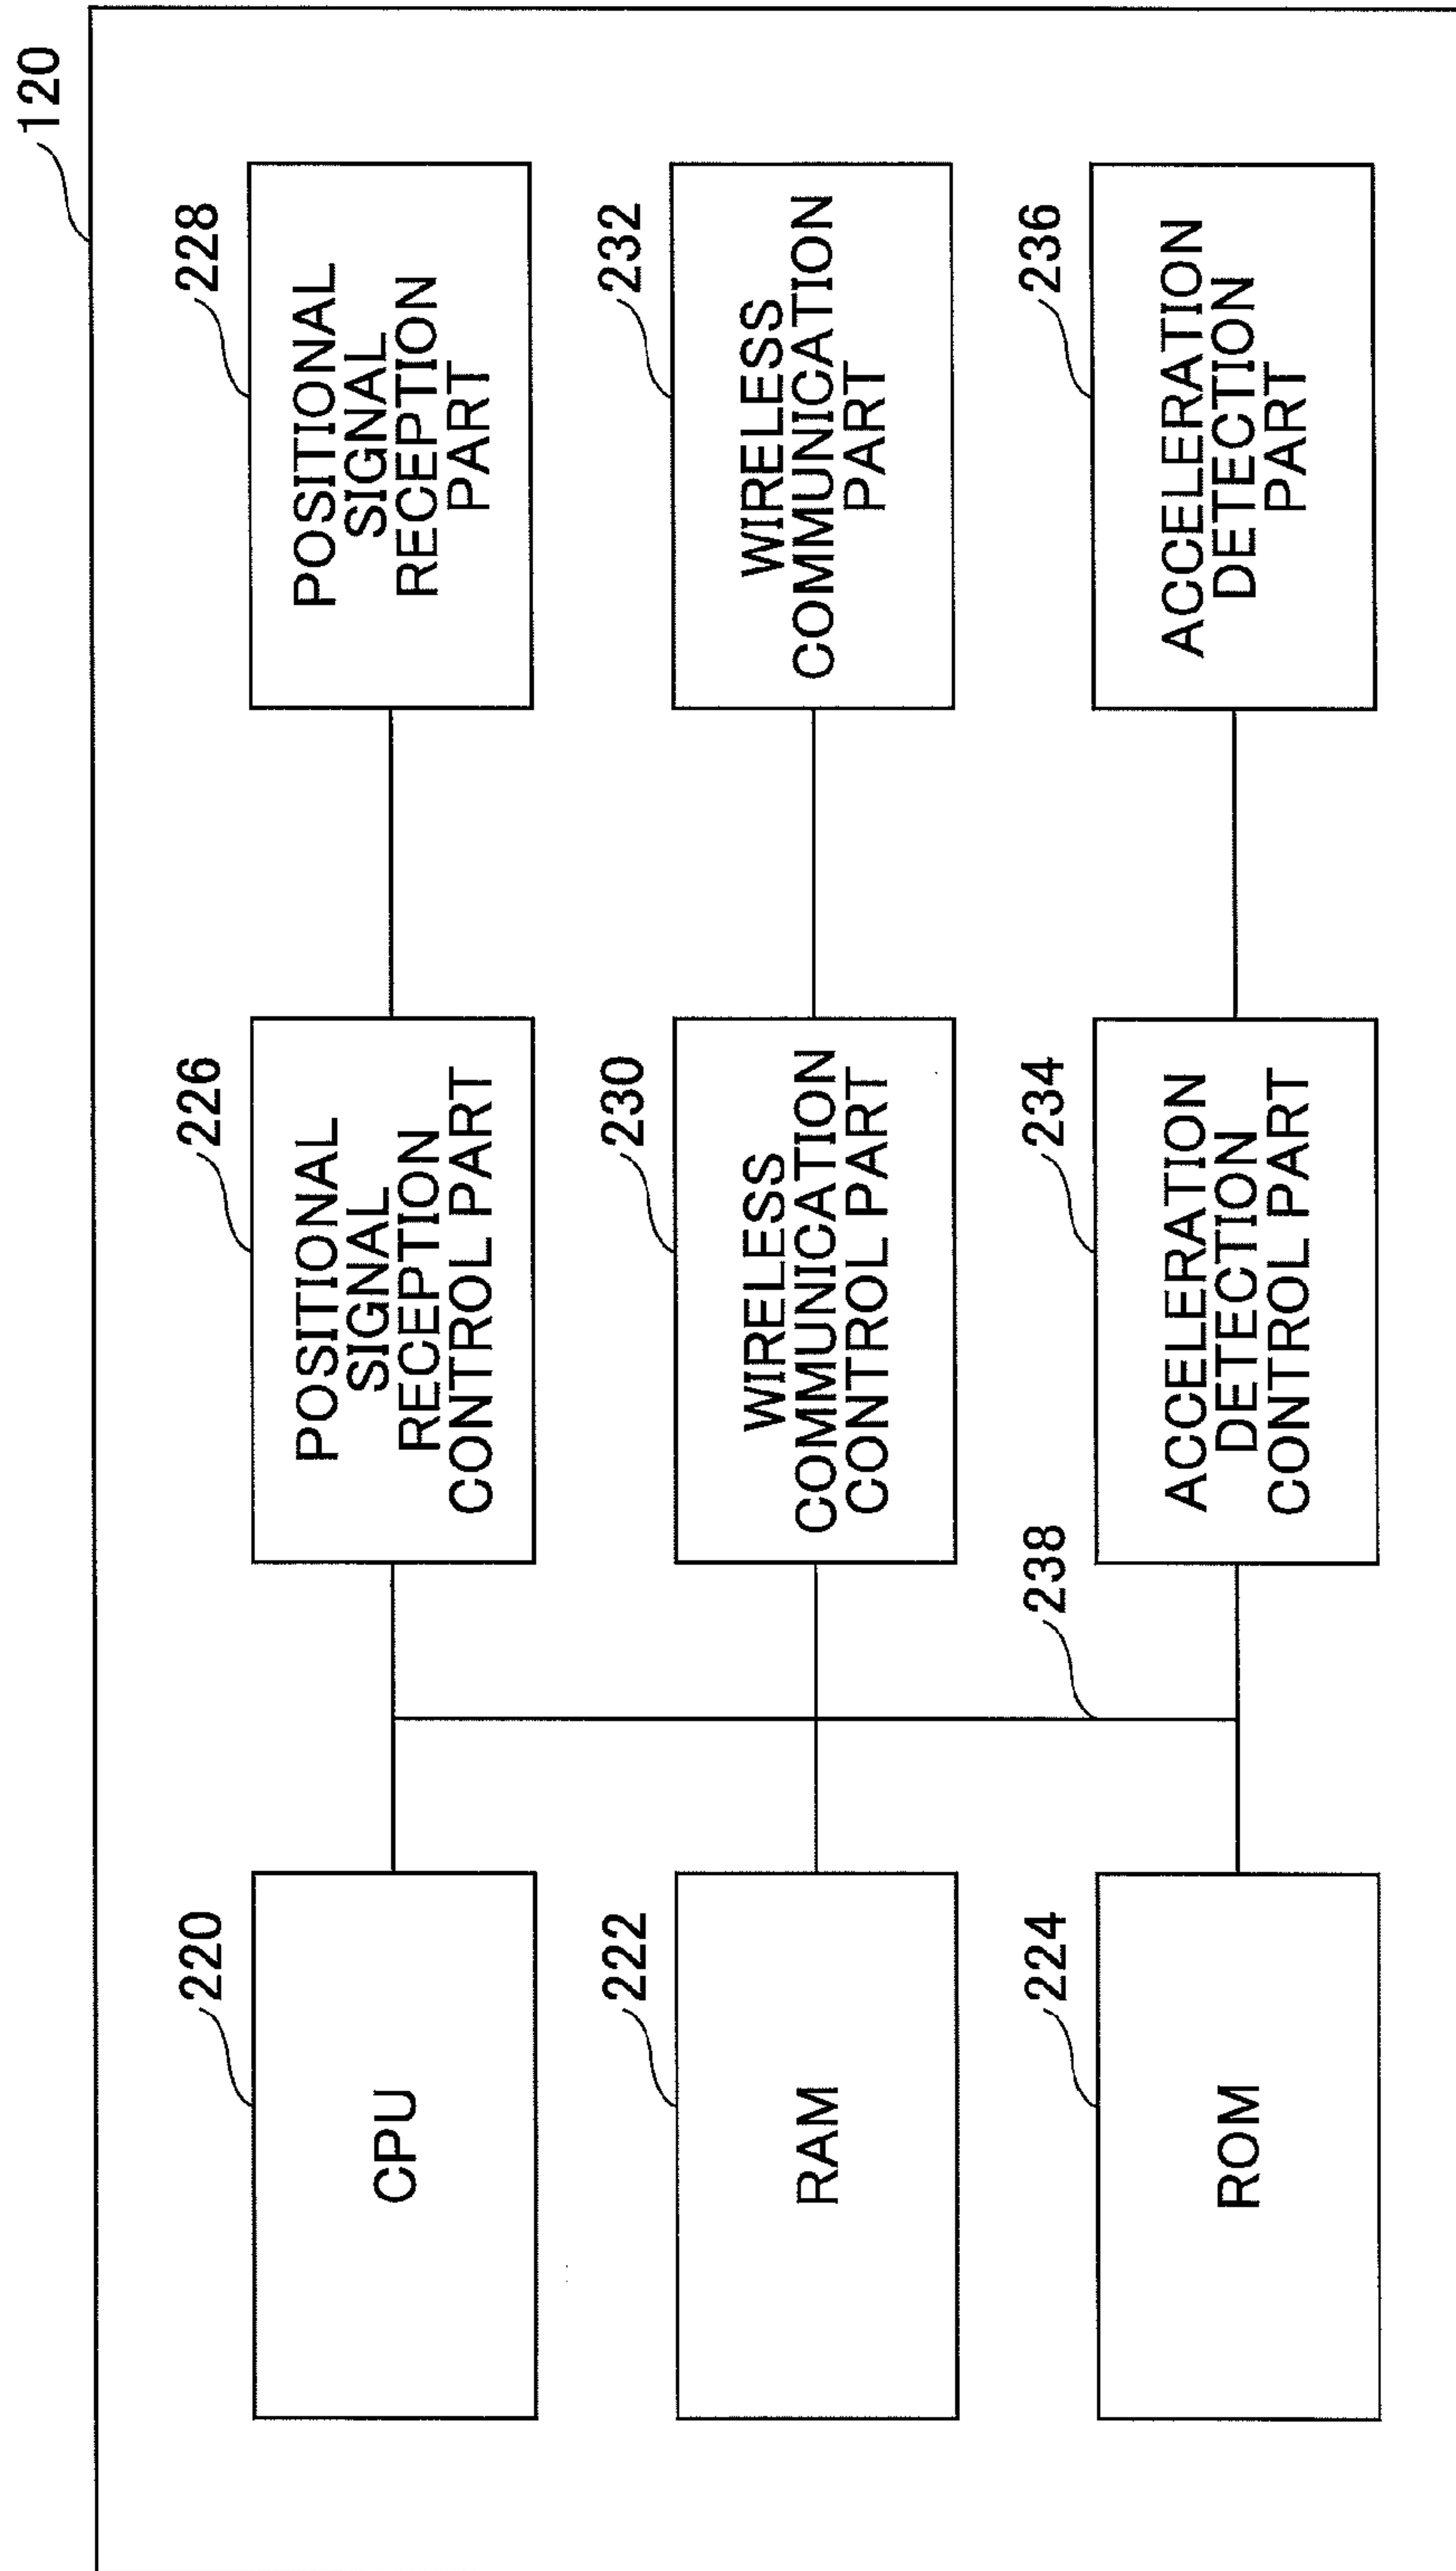 120
220
CPU
226
POSITIONAL
SIGNAL
RECEPTION
CONTROL PART
228
POSITIONAL
SIGNAL
RECEPTION
PART
222
RAM
230
WIRELESS
COMMUNICATION
CONTROL PART
232
WIRELESS
COMMUNICATION
PART
224
ROM
238
234
ACCELERATION
DETECTION
CONTROL PART
236
ACCELERATION
DETECTION
PART